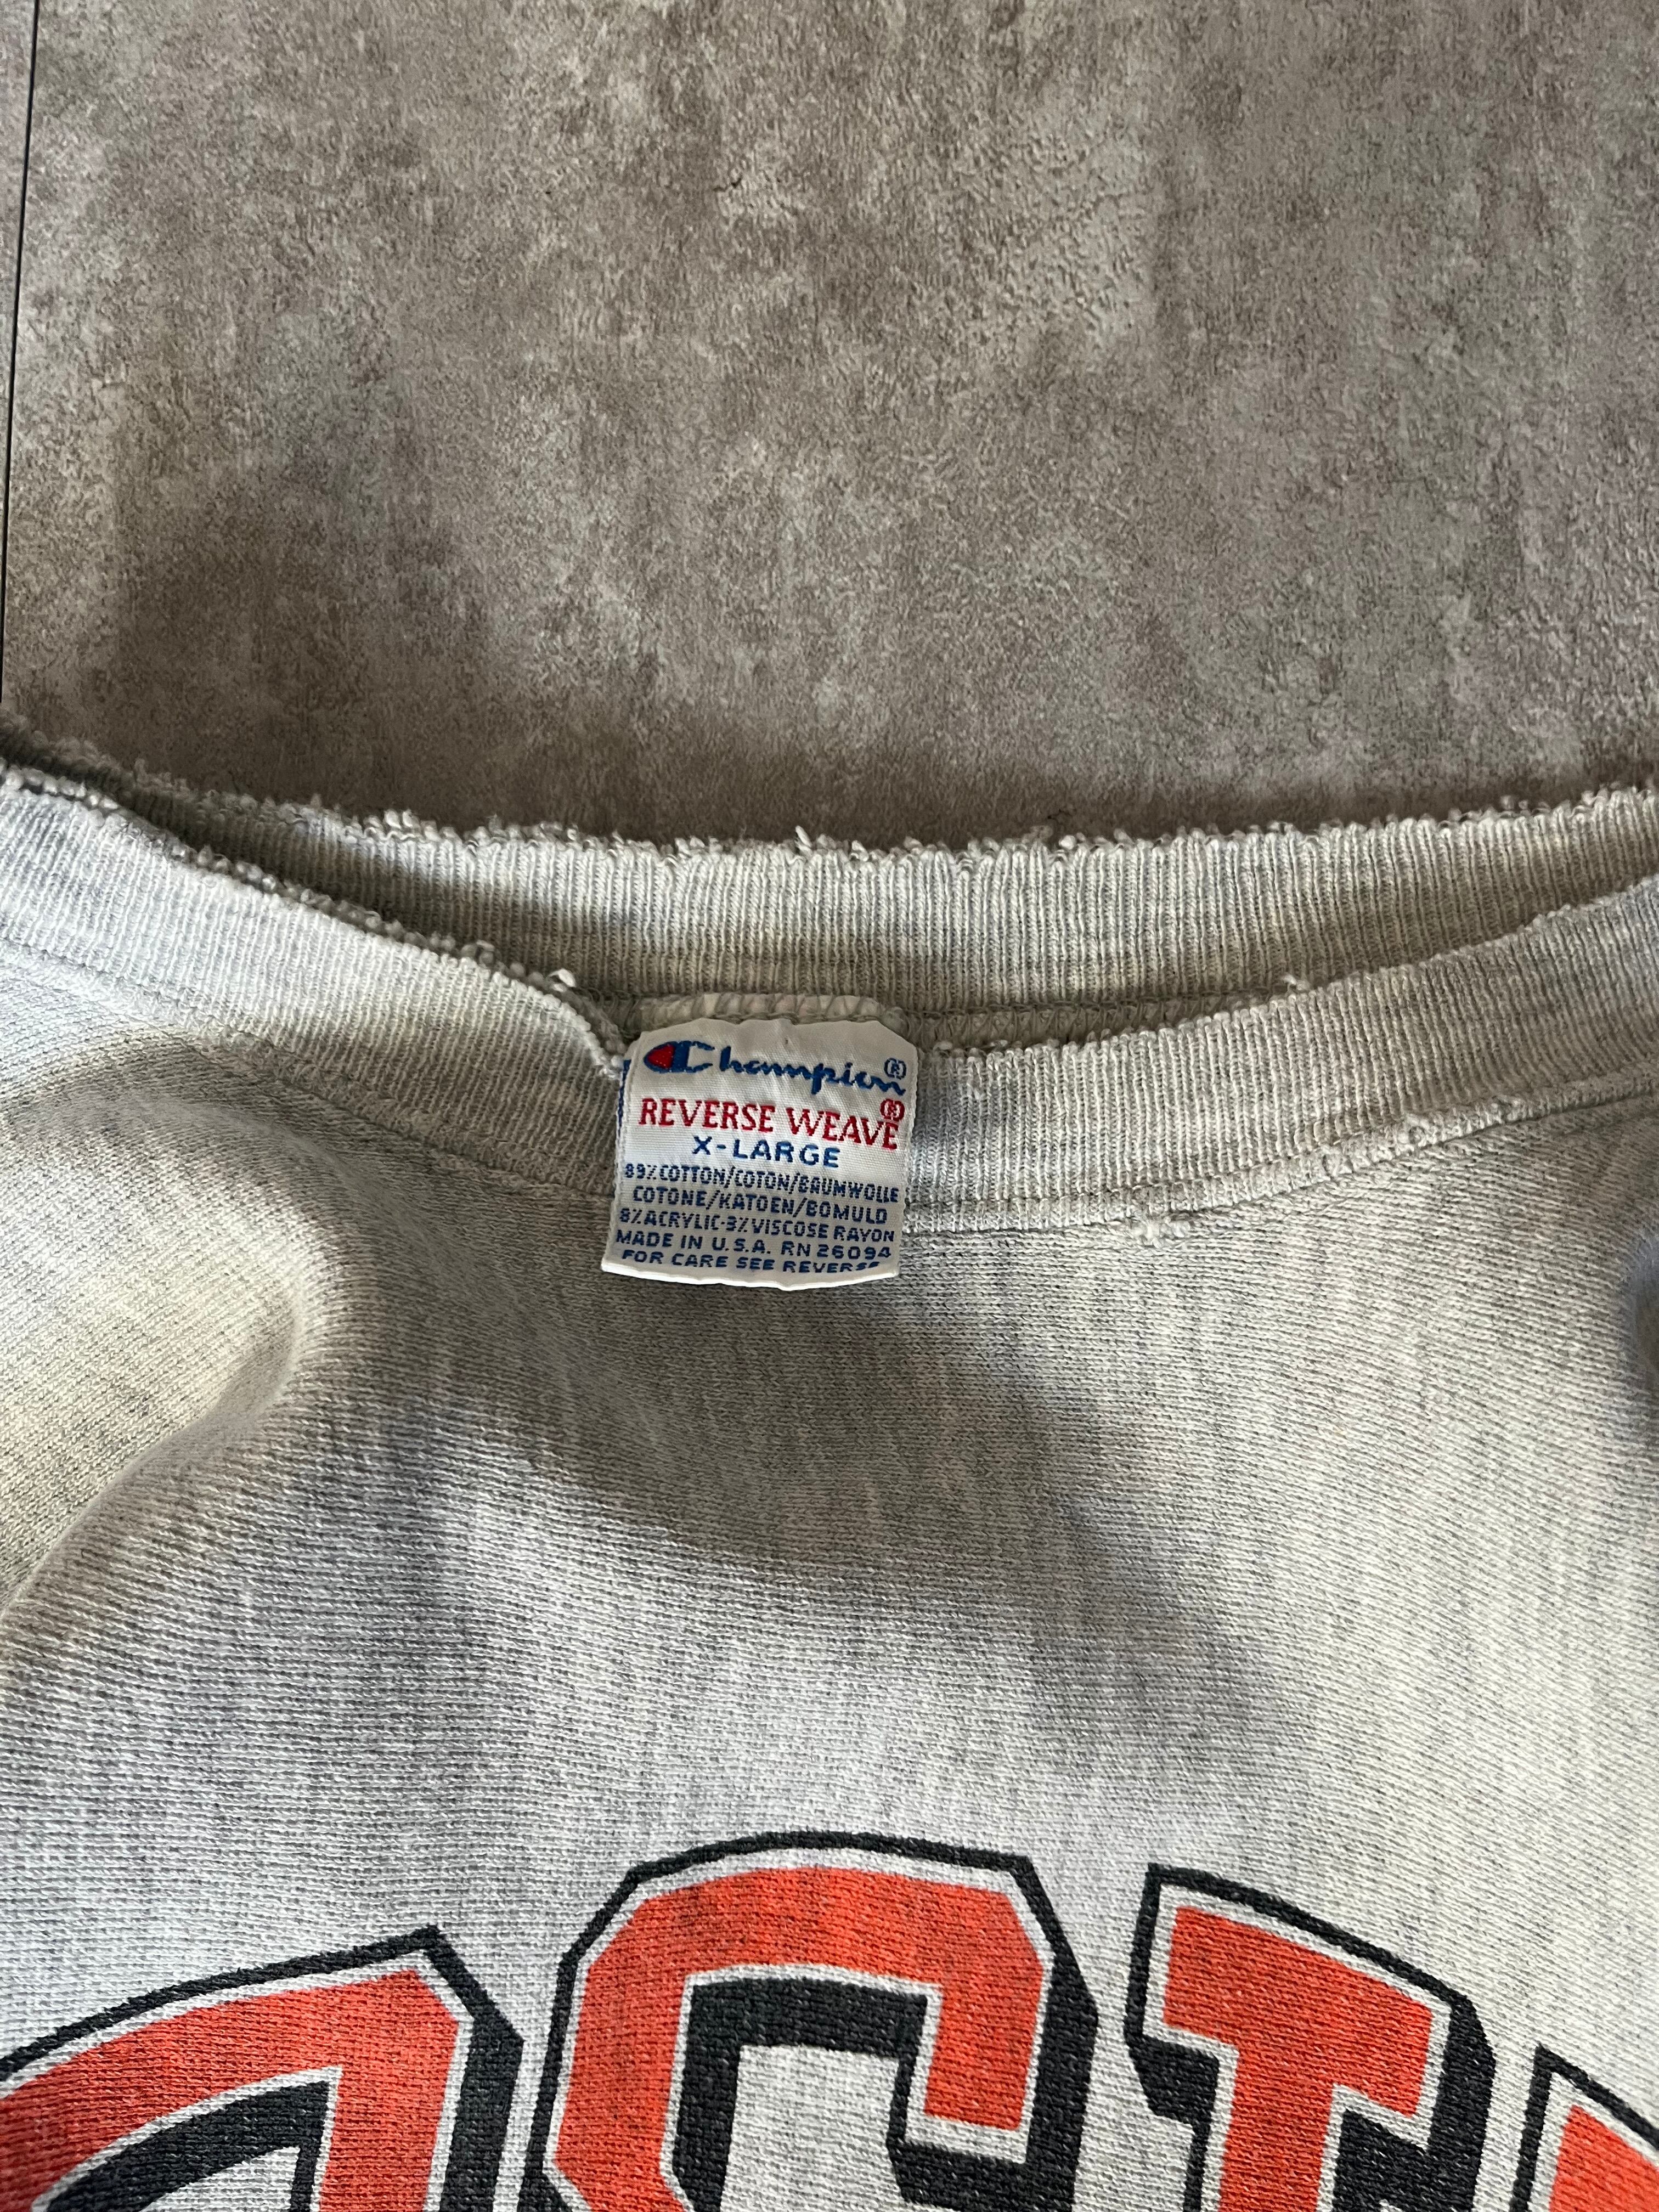 Champion®
REVERSE WEAVE®
X-LARGE
89% COTTON/COTON/BAUMWOLLE
COTONE/KATOEN/BOMULD
8% ACRYLIC-3% VISCOSE RAYON
MADE IN U.S.A. RN 26094
FOR CARE SEE REVERSE